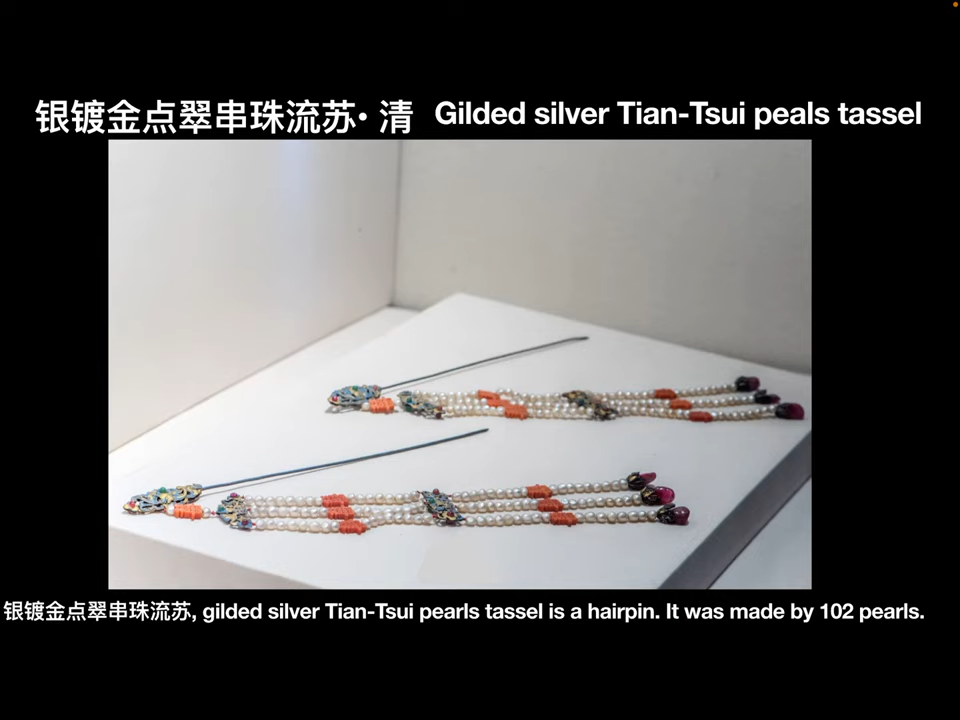 银镀金点翠串珠流苏· 清 Gilded silver Tian-Tsui peals tassel
银镀金点翠串珠流苏, gilded silver Tian-Tsui pearls tassel is a hairpin. It was made by 102 pearls.